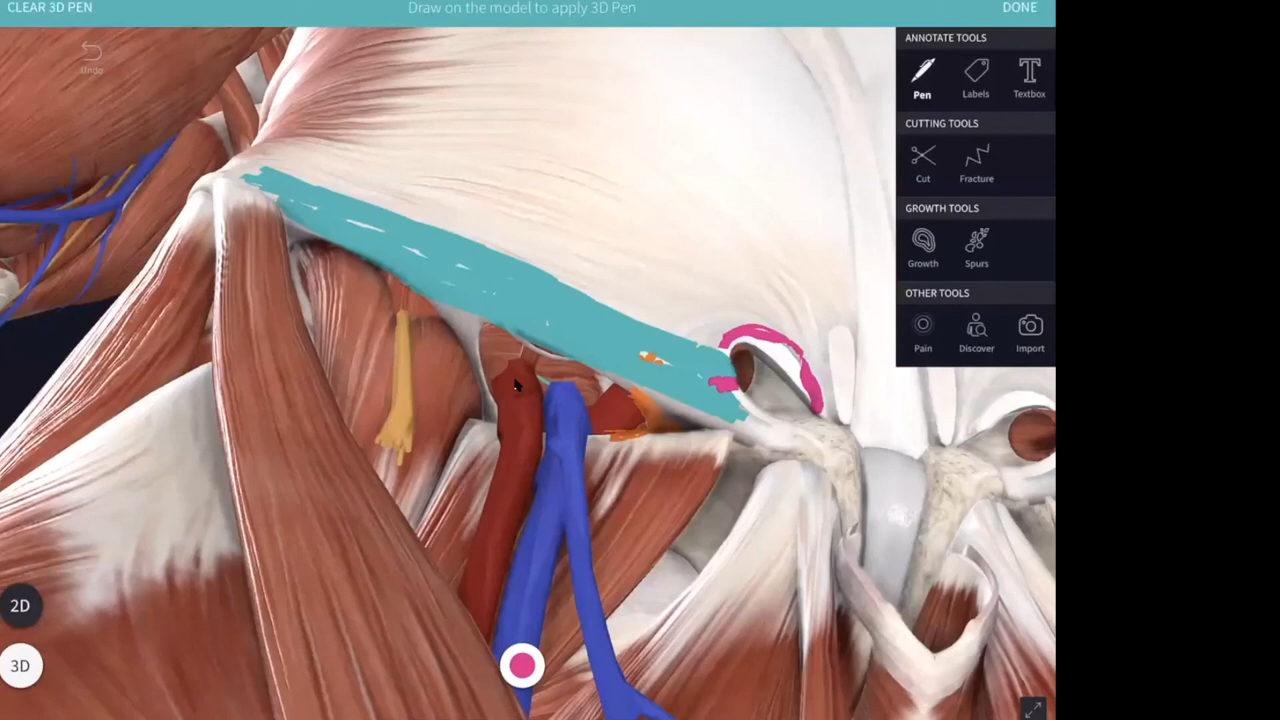 CLEAR 3D PEN
Draw on the model to apply 3D Pen
DONE
Undo
ANNOTATE TOOLS
Pen
Labels
Textbox
CUTTING TOOLS
Cut
Fracture
GROWTH TOOLS
Growth
Spurs
OTHER TOOLS
Pain
Discover
Import
2D
3D